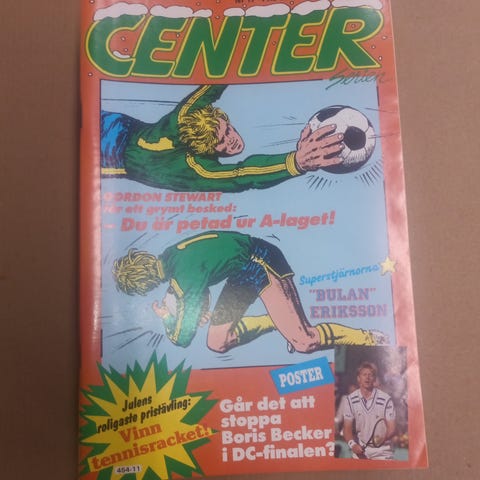 CENTER
Serien
GORDON STEWART
får ett grymt besked:
- Du är petad ur A-laget!
Superstjärnorna
"BULAN"
ERIKSSON
POSTER
Går det att
stoppa
Boris Becker
i DC-finalen?
Julens
roligaste pristävling:
Vinn
tennisracket!
454-11